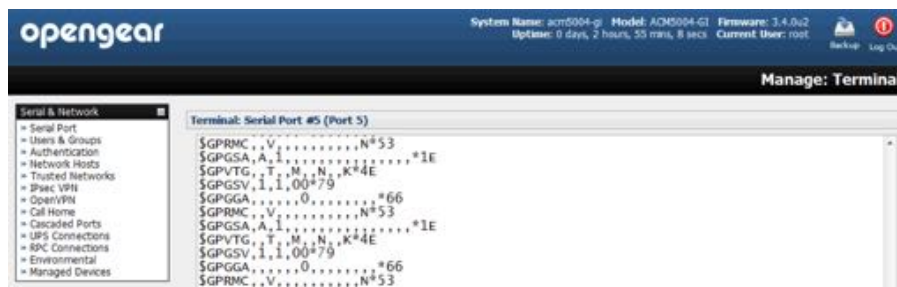 opengear
System Name: acm5004-gi Model: ACM5004-GI Firmware: 3.4.0u2
Uptime: 0 days, 2 hours, 55 mins, 8 secs Current User: root
Backup Log Ou
Manage: Termina
Serial & Network
» Serial Port
» Users & Groups
» Authentication
» Network Hosts
» Trusted Networks
» IPsec VPN
» OpenVPN
» Call Home
» Cascaded Ports
» UPS Connections
» RPC Connections
» Environmental
» Managed Devices
Terminal: Serial Port #5 (Port 5)
$GPRMC,,V,,,,,,,,,,N*53
$GPGSA,A,1,,,,,,,,,,,,,,,*1E
$GPVTG,,T,,M,,N,,K*4E
$GPGSV,1,1,00*79
$GPGGA,,,,,,0,,,,,,,,*66
$GPRMC,,V,,,,,,,,,,N*53
$GPGSA,A,1,,,,,,,,,,,,,,,*1E
$GPVTG,,T,,M,,N,,K*4E
$GPGSV,1,1,00*79
$GPGGA,,,,,,0,,,,,,,,*66
$GPRMC,,V,,,,,,,,,,N*53